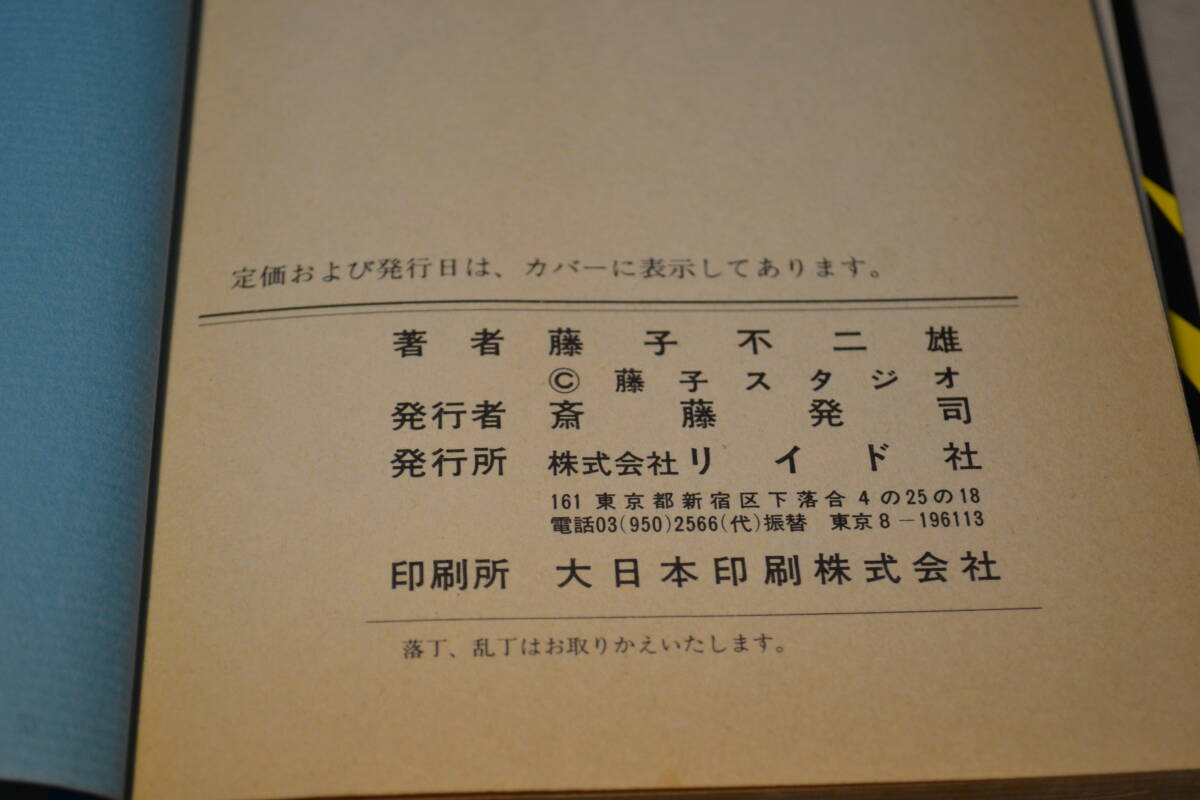 定価および発行日は、カバーに表示してあります。
著者 藤子不二雄
© 藤子スタジオ
発行者 斎藤発司
発行所 株式会社リイド社
161 東京都新宿区下落合4の25の18
電話03(950)2566(代)振替 東京8-196113
印刷所 大日本印刷株式会社
落丁、乱丁はお取りかえいたします。